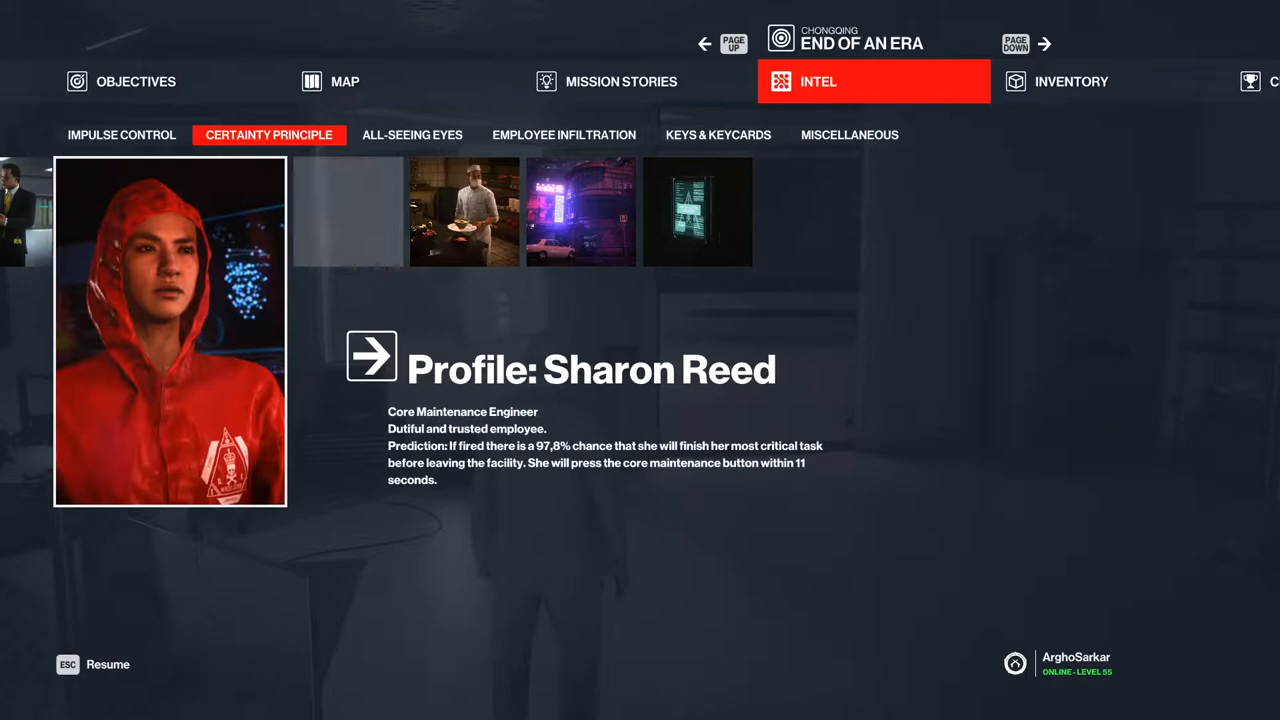 PAGE UP
CHONGQING
END OF AN ERA
PAGE DOWN
OBJECTIVES
MAP
MISSION STORIES
INTEL
INVENTORY
C
IMPULSE CONTROL
CERTAINTY PRINCIPLE
ALL-SEEING EYES
EMPLOYEE INFILTRATION
KEYS & KEYCARDS
MISCELLANEOUS
Profile: Sharon Reed
Core Maintenance Engineer
Dutiful and trusted employee.
Prediction: If fired there is a 97,8% chance that she will finish her most critical task
before leaving the facility. She will press the core maintenance button within 11
seconds.
ESC Resume
ArghoSarkar
ONLINE - LEVEL 55